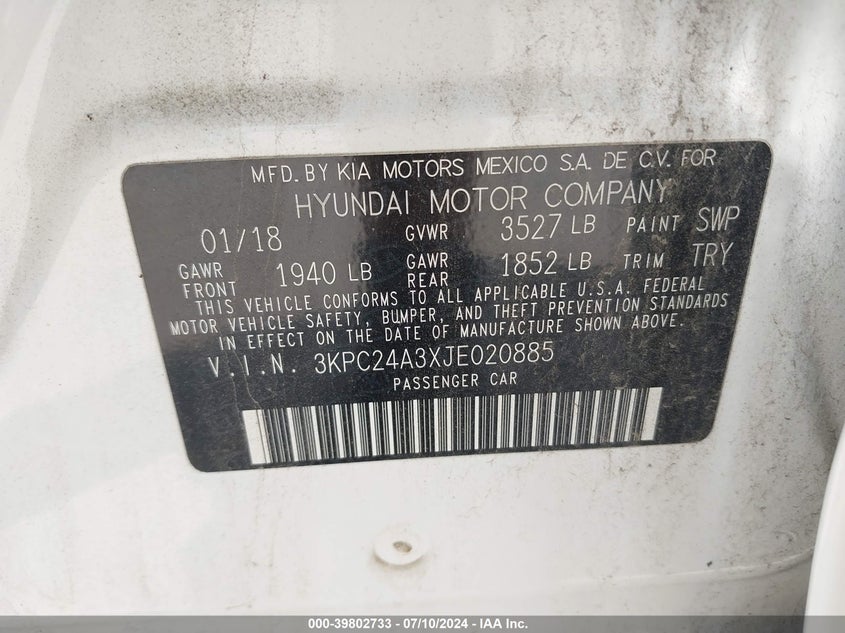 MFD. BY KIA MOTORS MEXICO S.A. DE C.V. FOR
HYUNDAI MOTOR COMPANY
01/18 GVWR 3527 LB PAINT SWP
GAWR FRONT 1940 LB GAWR REAR 1852 LB TRIM TRY
THIS VEHICLE CONFORMS TO ALL APPLICABLE U.S.A. FEDERAL
MOTOR VEHICLE SAFETY, BUMPER, AND THEFT PREVENTION STANDARDS
IN EFFECT ON THE DATE OF MANUFACTURE SHOWN ABOVE.
V.I.N. 3KPC24A3XJE020885
PASSENGER CAR
000-39802733 - 07/10/2024 - IAA Inc.